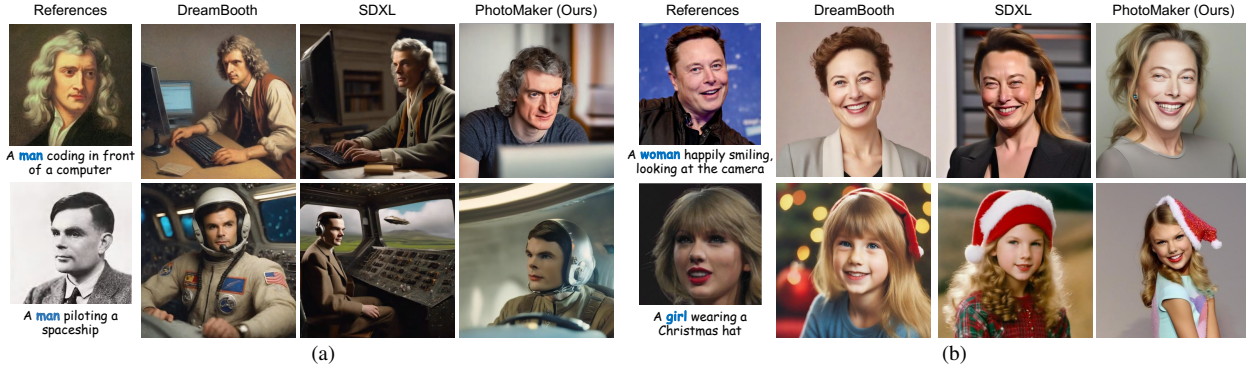 References DreamBooth SDXL PhotoMaker (Ours)
A man coding in front
of a computer
A man piloting a
spaceship
(a)
References DreamBooth SDXL PhotoMaker (Ours)
A woman happily smiling,
looking at the camera
A girl wearing a
Christmas hat
(b)